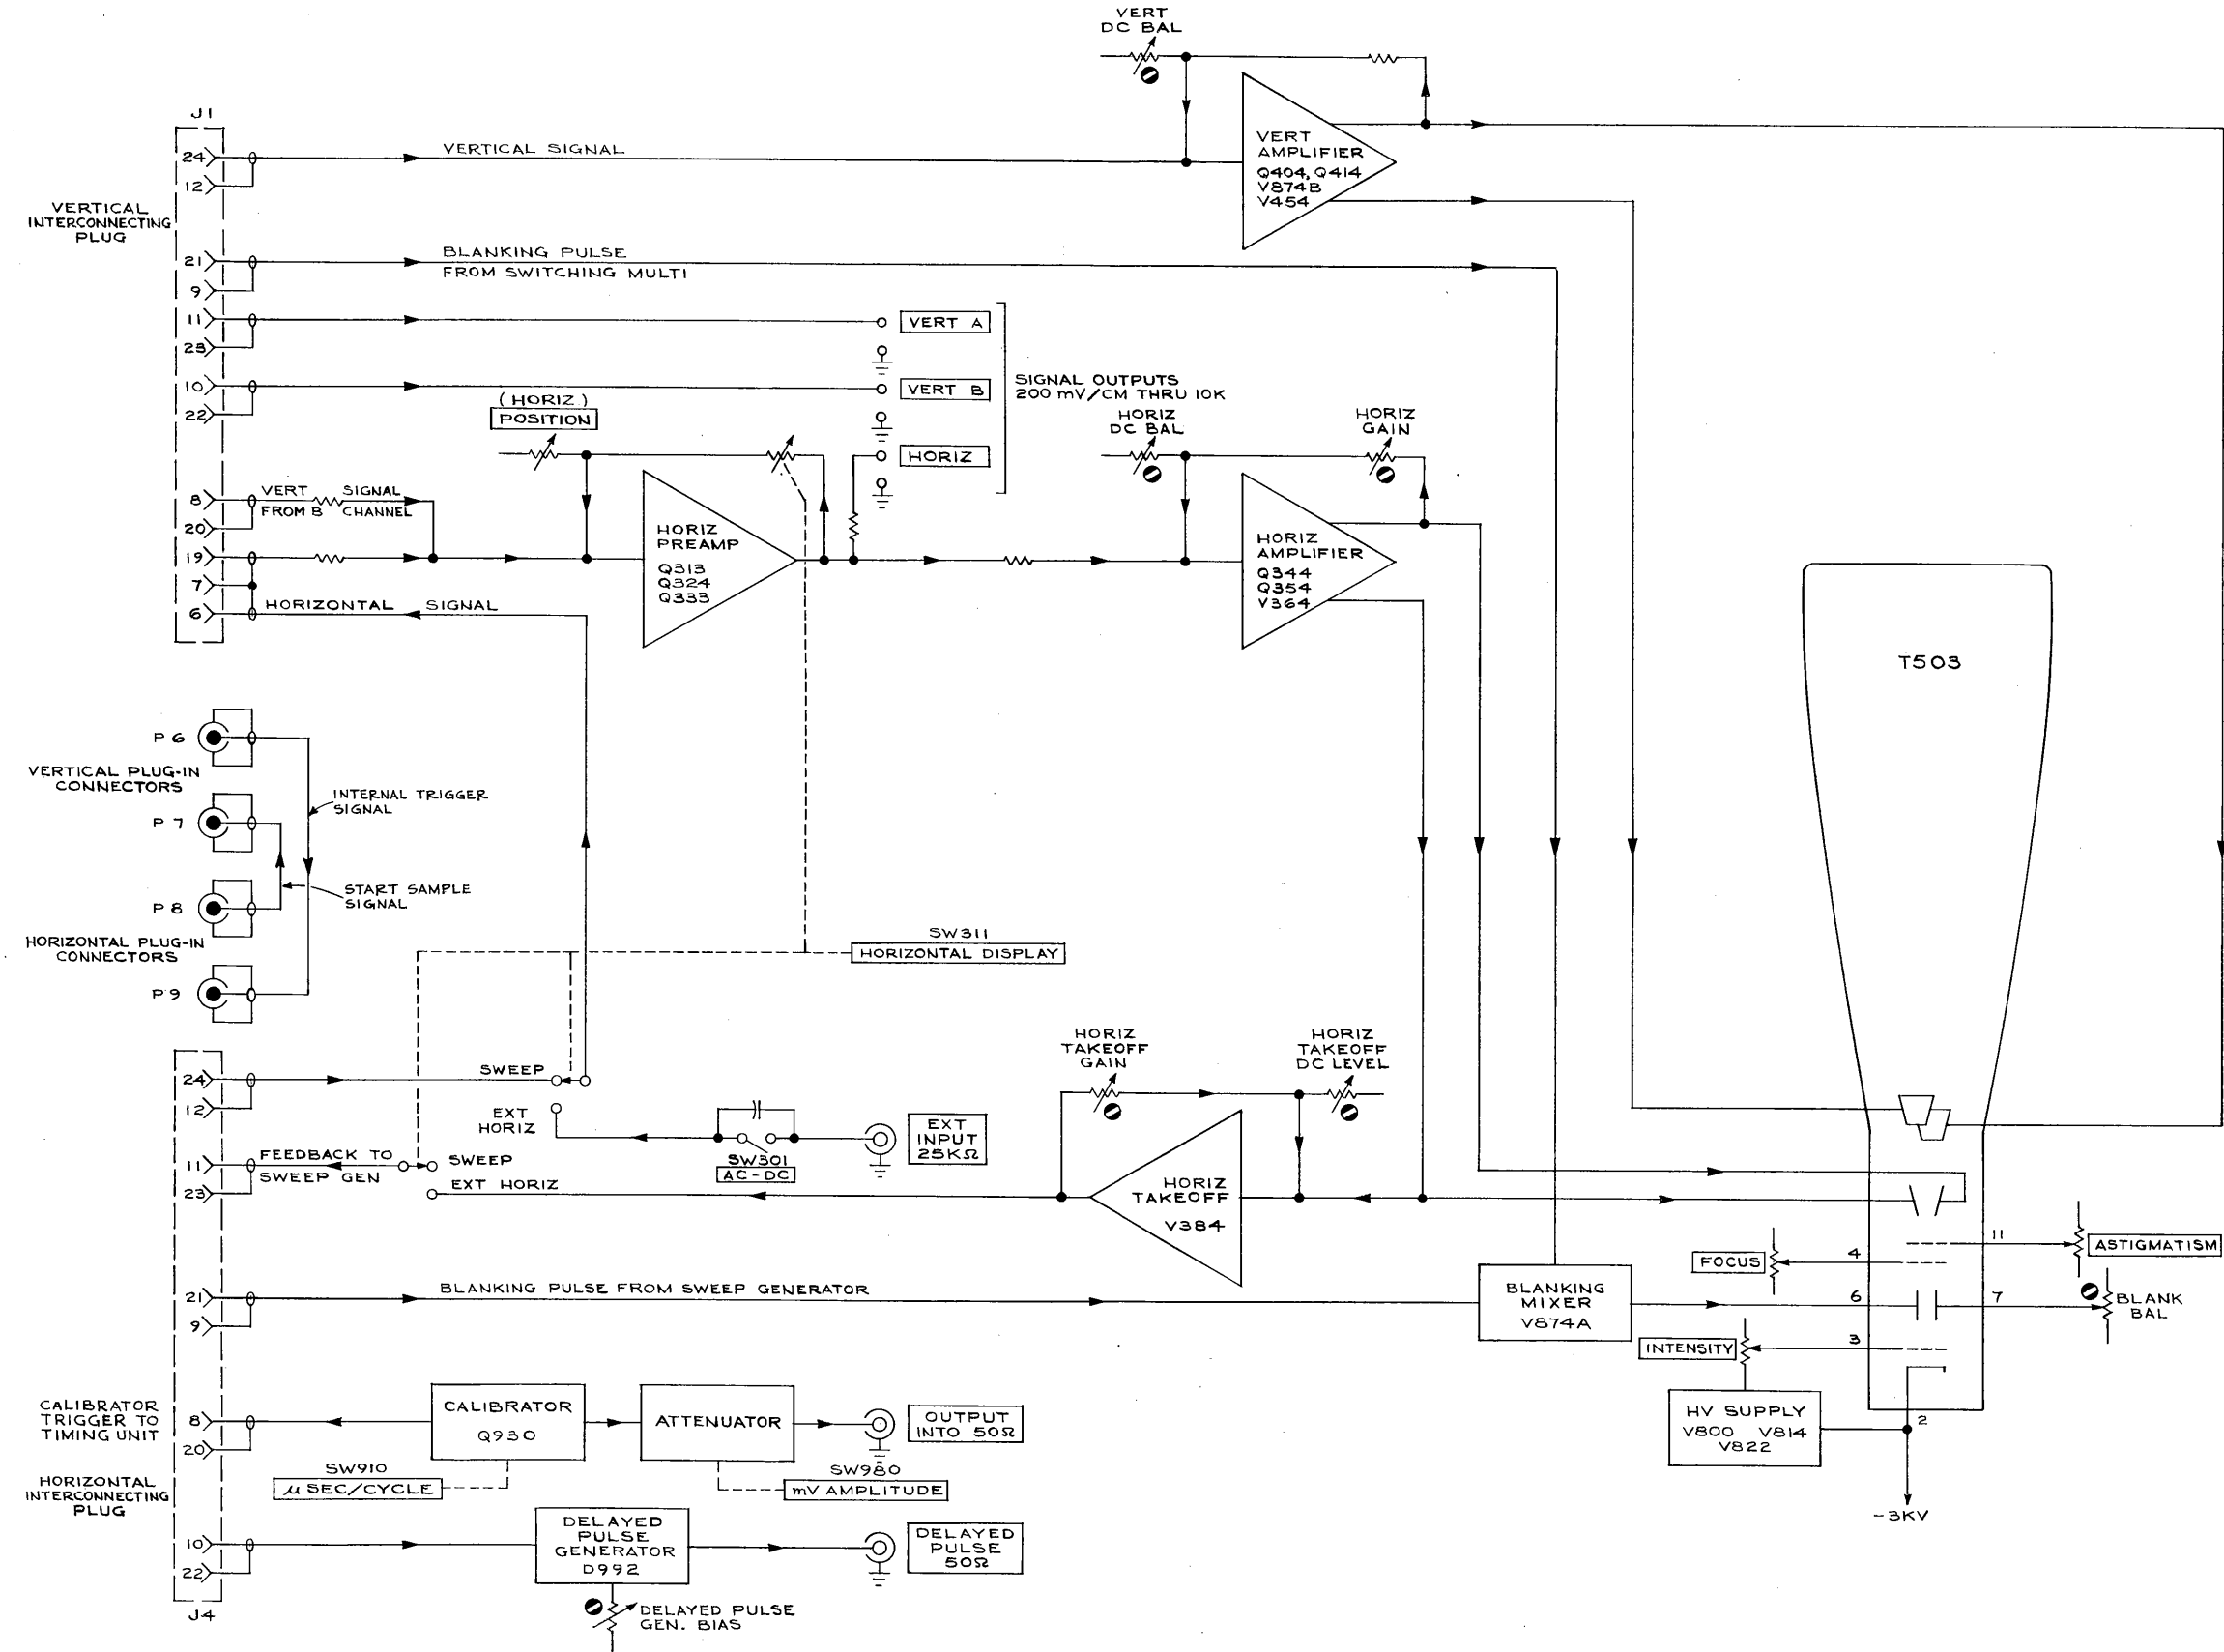 VERT
DC BAL
J1
24
VERTICAL SIGNAL
12
VERT
AMPLIFIER
Q404, Q414
V874B
V454
VERTICAL
INTERCONNECTING
PLUG
21
BLANKING PULSE
FROM SWITCHING MULTI
9
11
VERT A
23
10
VERT B
22
SIGNAL OUTPUTS
200 mV/CM THRU 10K
(HORIZ)
POSITION
HORIZ
HORIZ
DC BAL
HORIZ
GAIN
8
VERT SIGNAL
FROM B CHANNEL
20
19
7
6
HORIZONTAL SIGNAL
HORIZ
PREAMP
Q313
Q324
Q333
HORIZ
AMPLIFIER
Q344
Q354
V364
T503
P 6
VERTICAL PLUG-IN
CONNECTORS
INTERNAL TRIGGER
SIGNAL
P 7
START SAMPLE
SIGNAL
P 8
HORIZONTAL PLUG-IN
CONNECTORS
P 9
SW311
HORIZONTAL DISPLAY
24
SWEEP
12
EXT
HORIZ
SW301
AC-DC
EXT
INPUT
25KΩ
HORIZ
TAKEOFF
GAIN
HORIZ
TAKEOFF
DC LEVEL
11
FEEDBACK TO
SWEEP GEN
SWEEP
23
EXT HORIZ
HORIZ
TAKEOFF
V384
FOCUS
4
11
ASTIGMATISM
21
BLANKING PULSE FROM SWEEP GENERATOR
9
BLANKING
MIXER
V874A
6
7
BLANK
BAL
INTENSITY
3
HV SUPPLY
V800 V814
V822
2
-3KV
CALIBRATOR
TRIGGER TO
TIMING UNIT
8
20
CALIBRATOR
Q930
ATTENUATOR
OUTPUT
INTO 50Ω
SW910
μ SEC/CYCLE
SW980
mV AMPLITUDE
HORIZONTAL
INTERCONNECTING
PLUG
10
22
DELAYED
PULSE
GENERATOR
D992
DELAYED
PULSE
50Ω
J4
DELAYED PULSE
GEN. BIAS